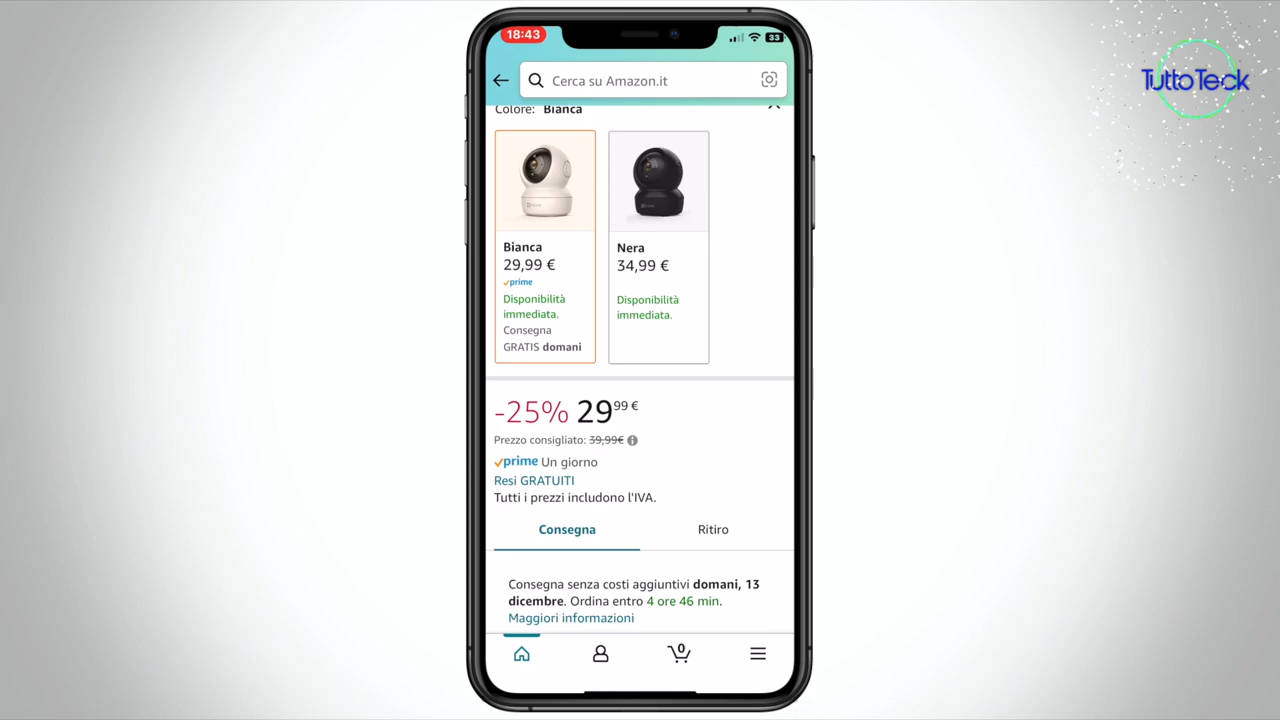 18:43
33
TuttoTeck
Cerca su Amazon.it
Colore: Bianca
Bianca
29,99 €
prime
Disponibilità
immediata.
Consegna
GRATIS domani
Nera
34,99 €
Disponibilità
immediata.
-25% 29 99 €
Prezzo consigliato: 39,99€
prime Un giorno
Resi GRATUITI
Tutti i prezzi includono l'IVA.
Consegna Ritiro
Consegna senza costi aggiuntivi domani, 13
dicembre. Ordina entro 4 ore 46 min.
Maggiori informazioni
0